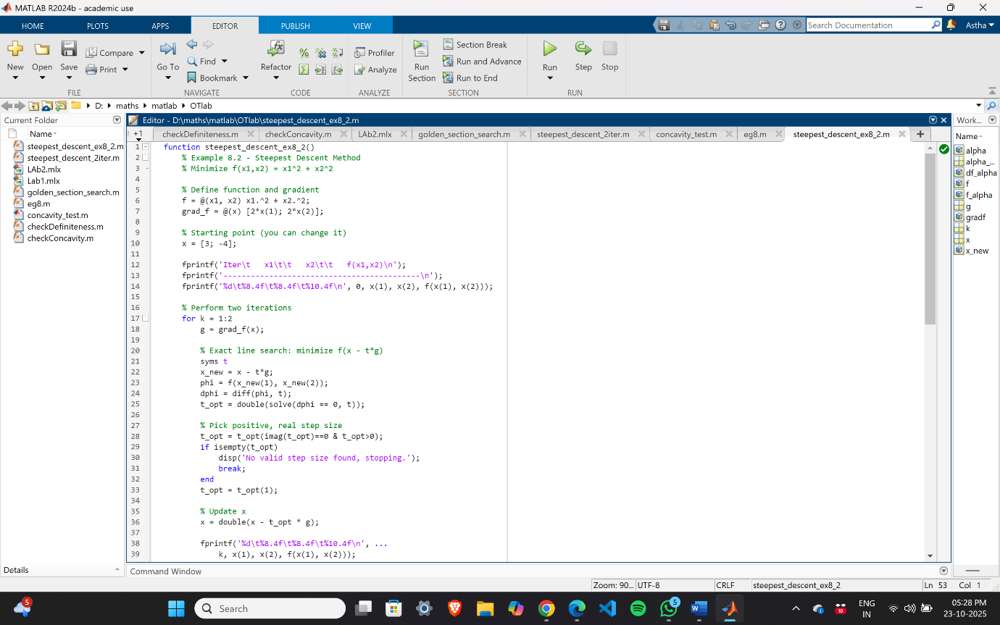 MATLAB R2024b - academic use
HOME PLOTS APPS EDITOR PUBLISH VIEW Search Documentation Astha
New Open Save Compare Print Go To Find Bookmark Refactor Profiler Analyze Run Section Section Break Run and Advance Run to End Run Step Stop
FILE NAVIGATE CODE ANALYZE SECTION RUN
D: maths matlab OTlab
Current Folder
Name
steepest_descent_ex8_2.m
steepest_descent_2iter.m
LAb2.mlx
Lab1.mlx
golden_section_search.m
eg8.m
concavity_test.m
checkDefiniteness.m
checkConcavity.m
Details
Editor - D:\maths\matlab\OTlab\steepest_descent_ex8_2.m
+1 checkDefiniteness.m checkConcavity.m LAb2.mlx golden_section_search.m steepest_descent_2iter.m concavity_test.m eg8.m steepest_descent_ex8_2.m
1 function steepest_descent_ex8_2()
2 % Example 8.2 - Steepest Descent Method
3 % Minimize f(x1,x2) = x1^2 + x2^2
4
5 % Define function and gradient
6 f = @(x1, x2) x1.^2 + x2.^2;
7 grad_f = @(x) [2*x(1); 2*x(2)];
8
9 % Starting point (you can change it)
10 x = [3; -4];
11
12 fprintf('Iter\t   x1\t\t   x2\t\t   f(x1,x2)\n');
13 fprintf('-------------------------------------------\n');
14 fprintf('%d\t%8.4f\t%8.4f\t%10.4f\n', 0, x(1), x(2), f(x(1), x(2)));
15
16 % Perform two iterations
17 for k = 1:2
18 g = grad_f(x);
19
20 % Exact line search: minimize f(x - t*g)
21 syms t
22 x_new = x - t*g;
23 phi = f(x_new(1), x_new(2));
24 dphi = diff(phi, t);
25 t_opt = double(solve(dphi == 0, t));
26
27 % Pick positive, real step size
28 t_opt = t_opt(imag(t_opt)==0 & t_opt>0);
29 if isempty(t_opt)
30 disp('No valid step size found, stopping.');
31 break;
32 end
33 t_opt = t_opt(1);
34
35 % Update x
36 x = double(x - t_opt * g);
37
38 fprintf('%d\t%8.4f\t%8.4f\t%10.4f\n', ...
39 k, x(1), x(2), f(x(1), x(2)));
Command Window
Work...
Name
alpha
alpha_...
df_alpha
f
f_alpha
g
gradf
k
x
x_new
Zoom: 90... UTF-8 CRLF steepest_descent_ex8_2 Ln 53 Col 1
5 Search 5 10 ENG IN 05:28 PM 23-10-2025